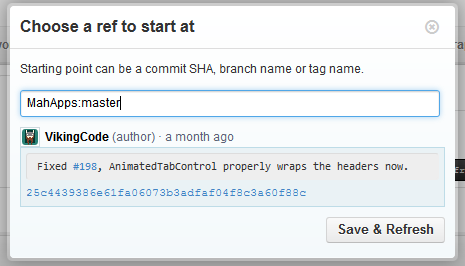 Choose a ref to start at
Starting point can be a commit SHA, branch name or tag name.
MahApps:master
VikingCode (author) · a month ago
Fixed #198, AnimatedTabControl properly wraps the headers now.
25c4439386e61fa06073b3adfaf04f8c3a60f88c
Save & Refresh